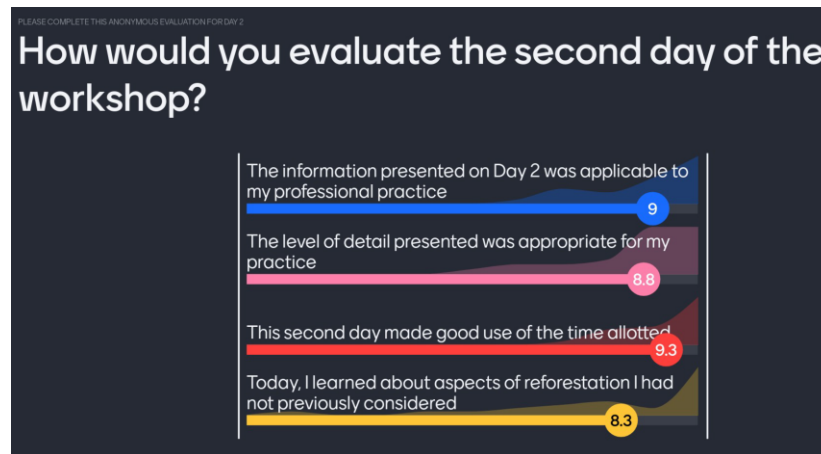 PLEASE COMPLETE THIS ANONYMOUS EVALUATION FOR DAY 2
How would you evaluate the second day of the
workshop?
The information presented on Day 2 was applicable to
my professional practice
9
The level of detail presented was appropriate for my
practice
8.8
This second day made good use of the time allotted
9.3
Today, I learned about aspects of reforestation I had
not previously considered
8.3